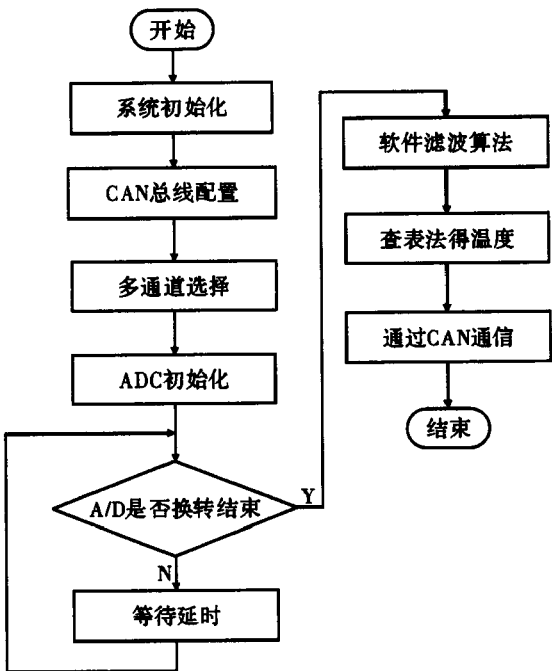 开始
系统初始化
CAN总线配置
多通道选择
ADC初始化
A/D是否换转结束
Y
N
等待延时
软件滤波算法
查表法得温度
通过CAN通信
结束